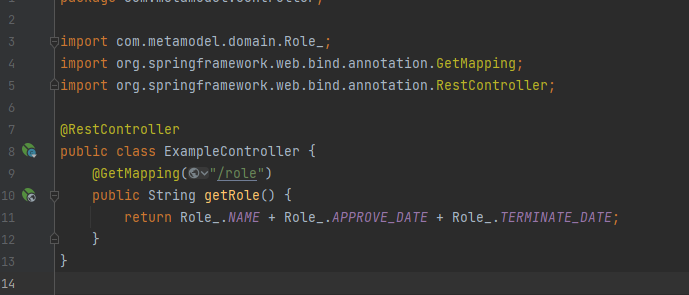 1 package com.metamodel.controller;
2
3 import com.metamodel.domain.Role_;
4 import org.springframework.web.bind.annotation.GetMapping;
5 import org.springframework.web.bind.annotation.RestController;
6
7 @RestController
8 public class ExampleController {
9 @GetMapping("/role")
10 public String getRole() {
11 return Role_.NAME + Role_.APPROVE_DATE + Role_.TERMINATE_DATE;
12 }
13 }
14